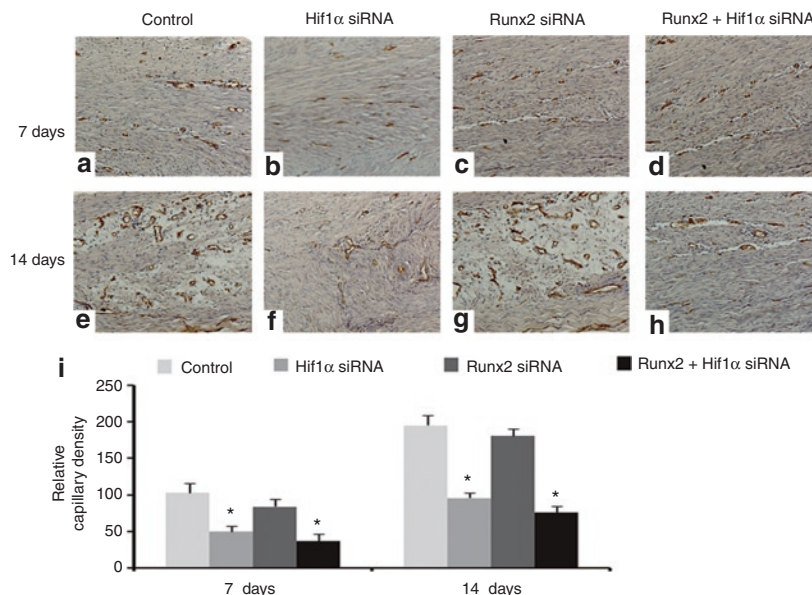 Control
Hif1α siRNA
Runx2 siRNA
Runx2 + Hif1α siRNA
7 days
a
b
c
d
14 days
e
f
g
h
i
Control
Hif1α siRNA
Runx2 siRNA
Runx2 + Hif1α siRNA
Relative
capillary density
250
200
150
100
50
0
*
*
*
*
7 days
14 days